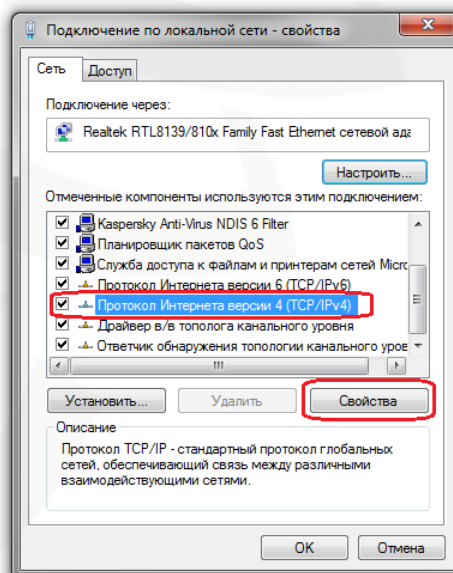 Подключение по локальной сети - свойства
Сеть
Доступ
Подключение через:
Realtek RTL8139/810x Family Fast Ethernet сетевой ада
Настроить...
Отмеченные компоненты используются этим подключением:
Kaspersky Anti-Virus NDIS 6 Filter
Планировщик пакетов QoS
Служба доступа к файлам и принтерам сетей Micro
Протокол Интернета версии 6 (TCP/IPv6)
Протокол Интернета версии 4 (TCP/IPv4)
Драйвер в/в тополога канального уровня
Ответчик обнаружения топологии канального уров
Установить...
Удалить
Свойства
Описание
Протокол TCP/IP - стандартный протокол глобальных
сетей, обеспечивающий связь между различными
взаимодействующими сетями.
OK
Отмена